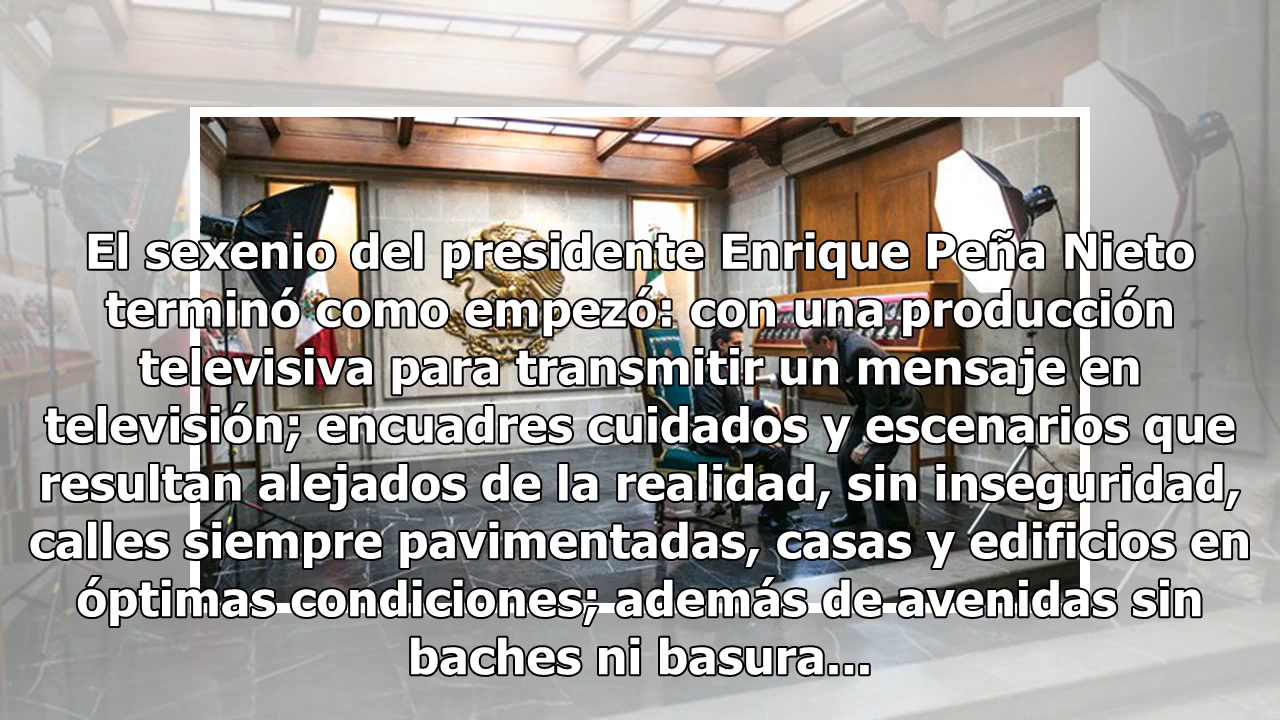 El sexenio del presidente Enrique Peña Nieto
terminó como empezó: con una producción
televisiva para transmitir un mensaje en
televisión; encuadres cuidados y escenarios que
resultan alejados de la realidad, sin inseguridad,
calles siempre pavimentadas, casas y edificios en
óptimas condiciones; además de avenidas sin
baches ni basura...